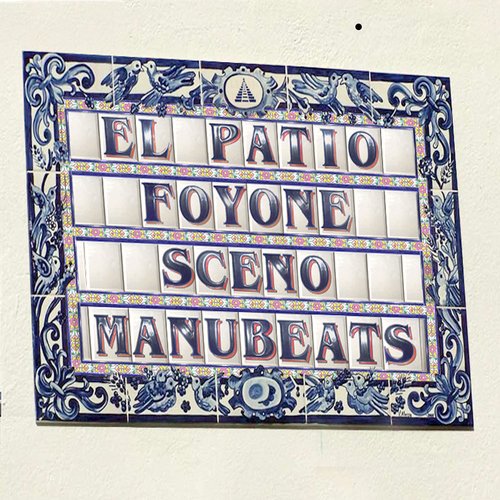 EL PATIO
FOYONE
SCENO
MANUBEATS